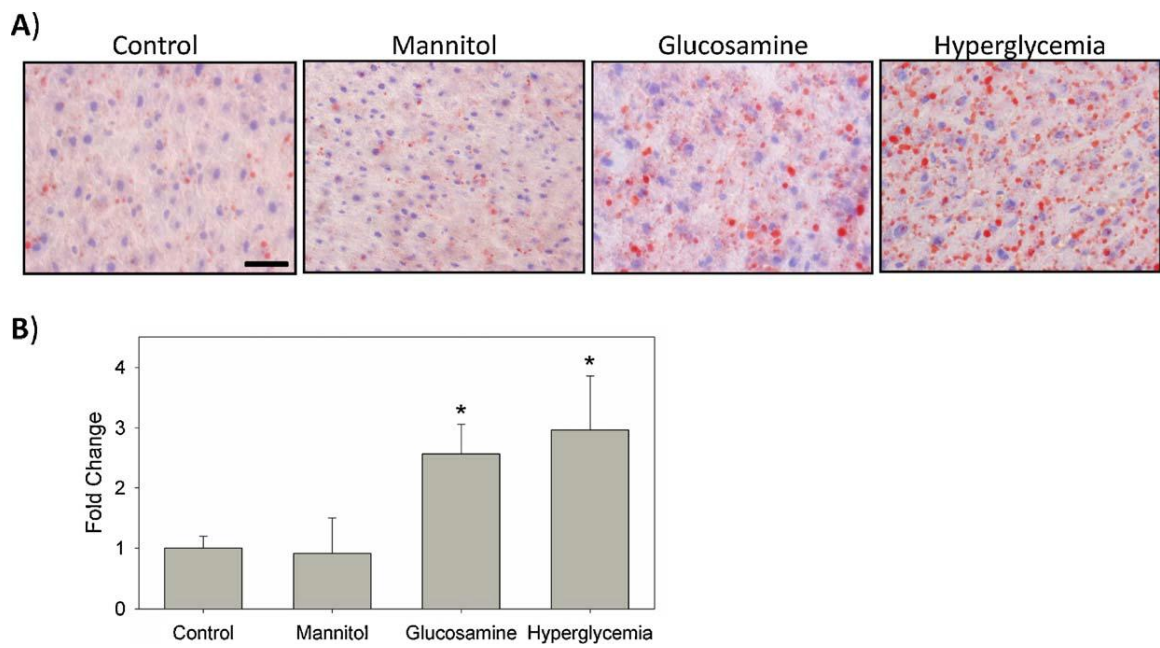 A)
Control Mannitol Glucosamine Hyperglycemia
B)
4
3
2
1
0
Fold Change
*
*
Control Mannitol Glucosamine Hyperglycemia